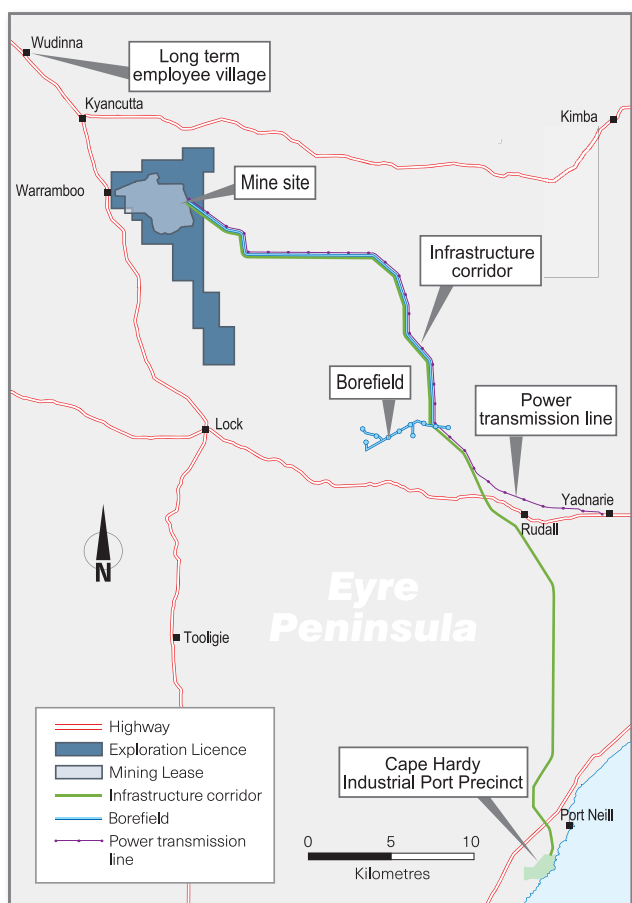 Wudinna
Long term
employee village
Kyancutta
Kimba
Warramboo
Mine site
Infrastructure
corridor
Borefield
Power
transmission line
Lock
Yadnarie
Rudall
N
Eyre
Peninsula
Tooligie
Highway
Exploration Licence
Mining Lease
Infrastructure corridor
Borefield
Power transmission
line
Cape Hardy
Industrial Port Precinct
Port Neill
0 5 10
Kilometres